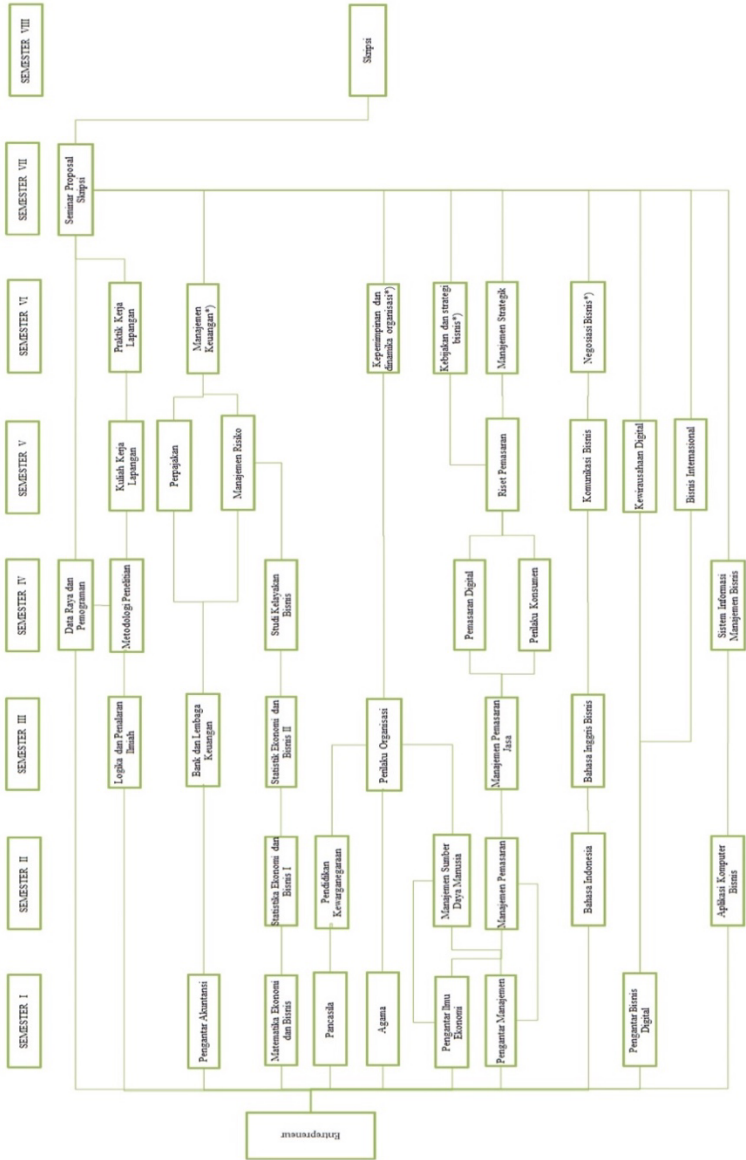 SEMESTER I
SEMESTER II
SEMESTER III
SEMESTER IV
SEMESTER V
SEMESTER VI
SEMESTER VII
SEMESTER VIII
Entrepreneur
Data Raya dan
Pemograman
Seminar Proposal
Skripsi
Logika dan Penalaran
Ilmiah
Metodologi Penelitian
Kuliah Kerja
Lapangan
Praktik Kerja
Lapangan
Pengantar Akuntansi
Bank dan Lembaga
Keuangan
Perpajakan
Manajemen
Keuangan*)
Manajemen Risiko
Matematika Ekonomi
dan Bisnis
Statistika Ekonomi dan
Bisnis I
Statistik Ekonomi dan
Bisnis II
Studi Kelayakan
Bisnis
Pancasila
Pendidikan
Kewarganegaraan
Skripsi
Agama
Perilaku Organisasi
Kepemimpinan dan
dinamika organisasi*)
Pengantar Ilmu
Ekonomi
Manajemen Sumber
Daya Manusia
Pemasaran Digital
Kebijakan dan strategi
bisnis*)
Pengantar Manajemen
Manajemen Pemasaran
Manajemen Pemasaran
Jasa
Perilaku Konsumen
Riset Pemasaran
Manajemen Strategik
Bahasa Indonesia
Bahasa Inggris Bisnis
Komunikasi Bisnis
Negosiasi Bisnis*)
Pengantar Bisnis
Digital
Kewirausahaan Digital
Bisnis Internasional
Aplikasi Komputer
Bisnis
Sistem Informasi
Manajemen Bisnis